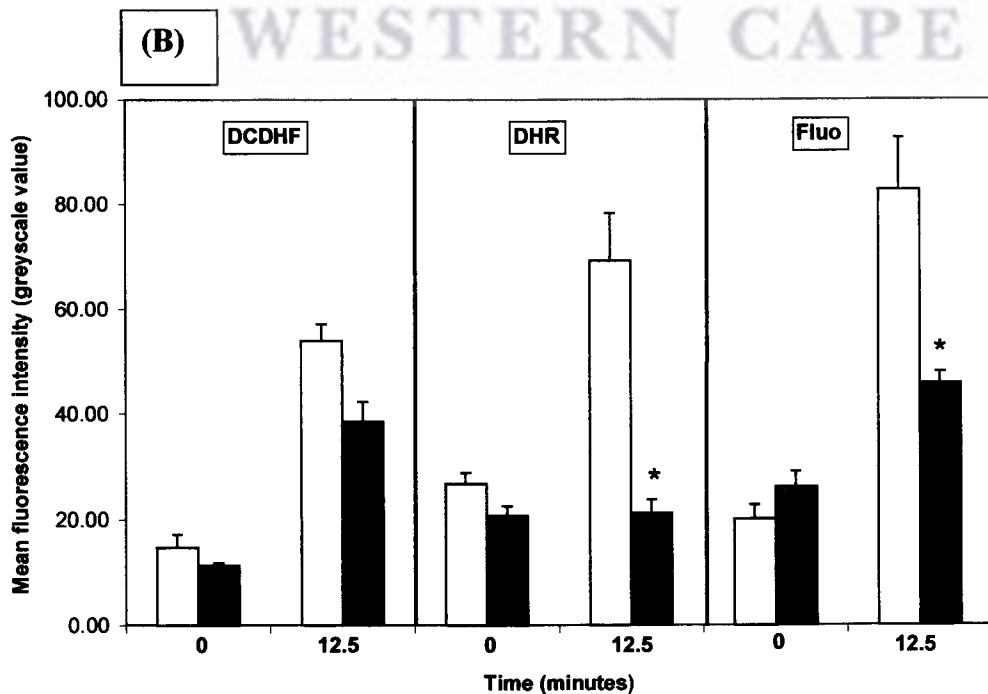 WESTERN CAPE
(B)
100.00
80.00
60.00
40.00
20.00
0.00
Mean fluorescence intensity (greyscale value)
DCDHF
DHR
Fluo
*
*
0
12.5
0
12.5
0
12.5
Time (minutes)